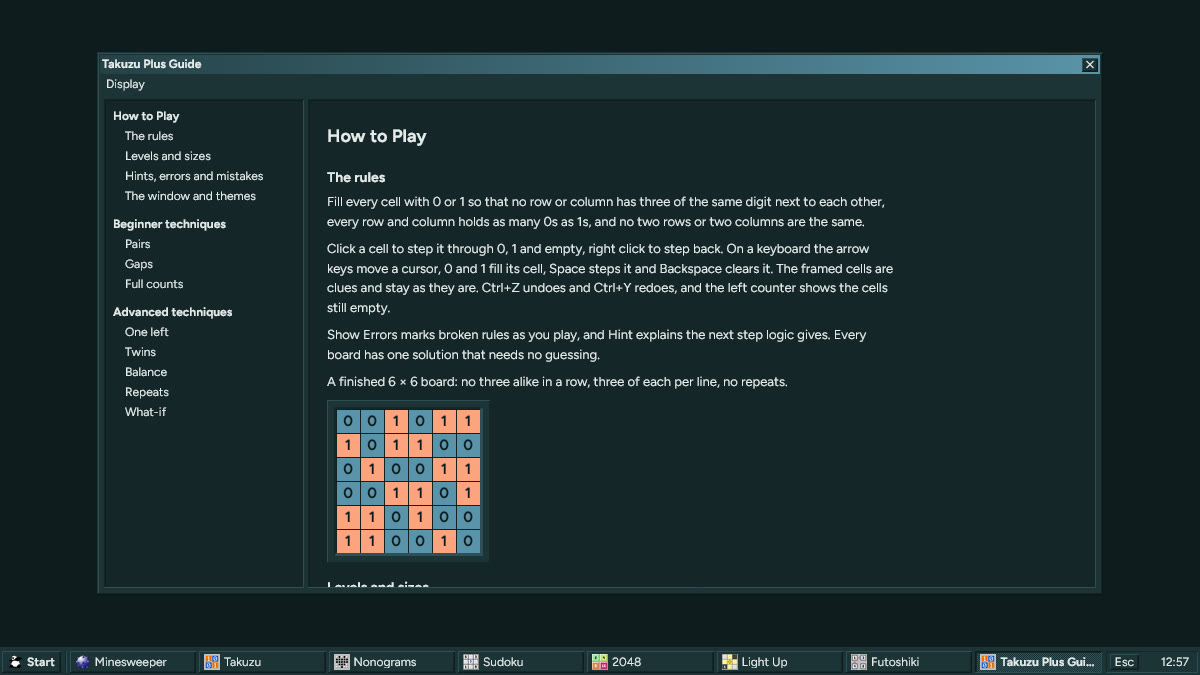 Takuzu Plus Guide
Display
How to Play
The rules
Levels and sizes
Hints, errors and mistakes
The window and themes
Beginner techniques
Pairs
Gaps
Full counts
Advanced techniques
One left
Twins
Balance
Repeats
What-if
How to Play
The rules
Fill every cell with 0 or 1 so that no row or column has three of the same digit next to each other,
every row and column holds as many 0s as 1s, and no two rows or two columns are the same.
Click a cell to step it through 0, 1 and empty, right click to step back. On a keyboard the arrow
keys move a cursor, 0 and 1 fill its cell, Space steps it and Backspace clears it. The framed cells are
clues and stay as they are. Ctrl+Z undoes and Ctrl+Y redoes, and the left counter shows the cells
still empty.
Show Errors marks broken rules as you play, and Hint explains the next step logic gives. Every
board has one solution that needs no guessing.
A finished 6 × 6 board: no three alike in a row, three of each per line, no repeats.
0 0 1 0 1 1
1 0 1 1 0 0
0 1 0 0 1 1
0 0 1 1 0 1
1 1 0 1 0 0
1 1 0 0 1 0
Levels and sizes
Start
Minesweeper
Takuzu
Nonograms
Sudoku
2048
Light Up
Futoshiki
Takuzu Plus Gui...
Esc
12:57